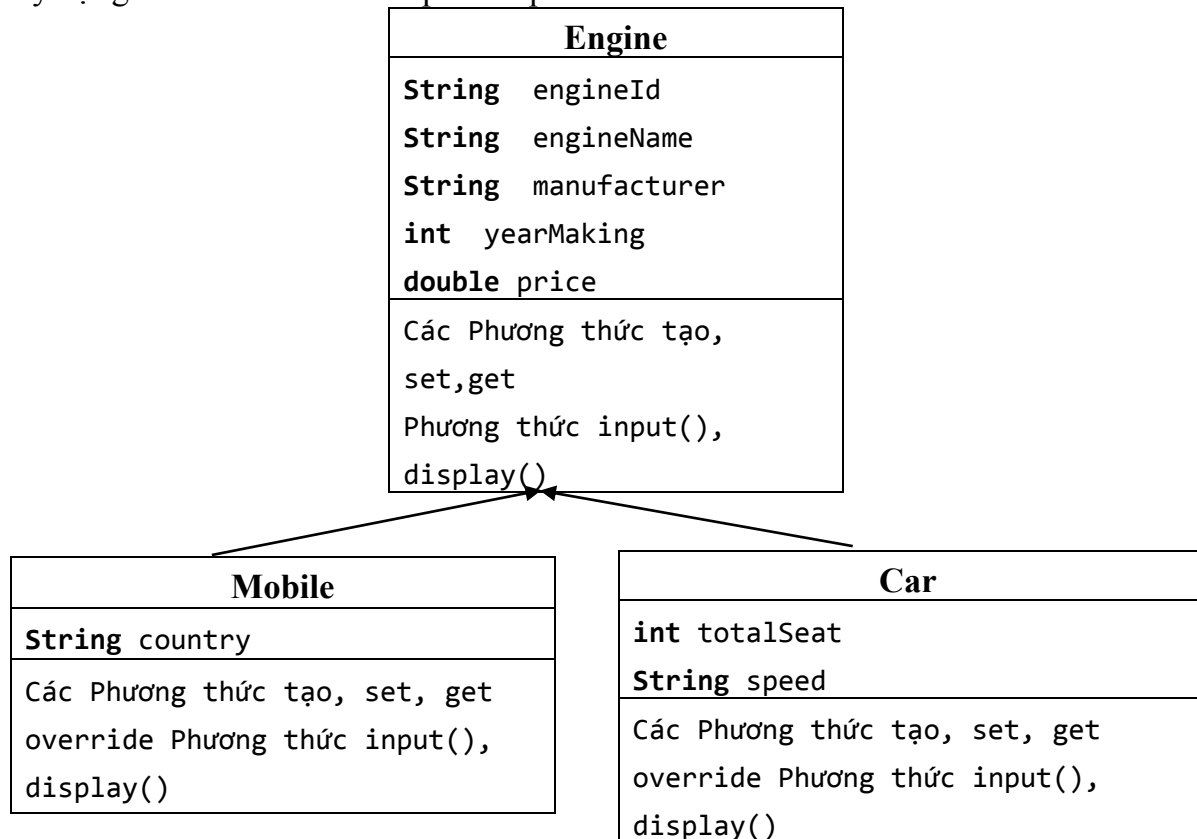 Engine
String engineId
String engineName
String manufacturer
int yearMaking
double price
Các Phương thức tạo,
set,get
Phương thức input(),
display()
Mobile
String country
Các Phương thức tạo, set, get
override Phương thức input(),
display()
Car
int totalSeat
String speed
Các Phương thức tạo, set, get
override Phương thức input(),
display()